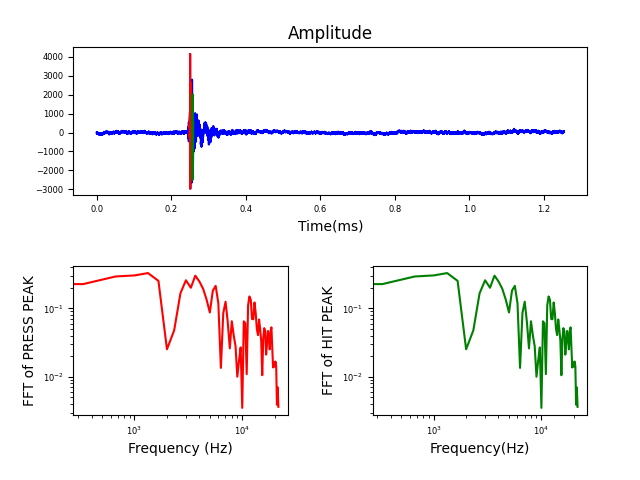 Amplitude
4000
3000
2000
1000
0
−1000
−2000
−3000
0.0 0.2 0.4 0.6 0.8 1.0 1.2
Time(ms)
FFT of PRESS PEAK
10⁻¹
10⁻²
10³ 10⁴
Frequency (Hz)
FFT of HIT PEAK
10⁻¹
10⁻²
10³ 10⁴
Frequency(Hz)